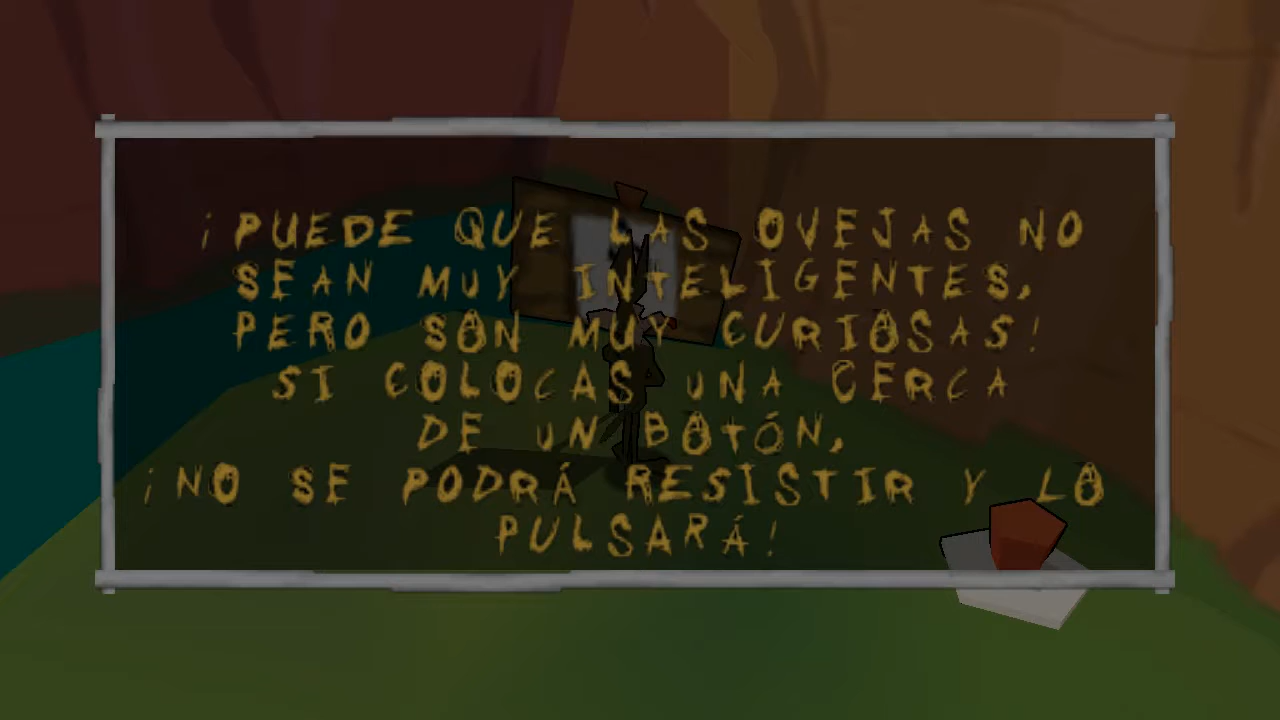 ¡PUEDE QUE LAS OVEJAS NO
SEAN MUY INTELIGENTES,
PERO SON MUY CURIOSAS!
SI COLOCAS UNA CERCA
DE UN BOTÓN,
¡NO SE PODRÁ RESISTIR Y LO
PULSARÁ!